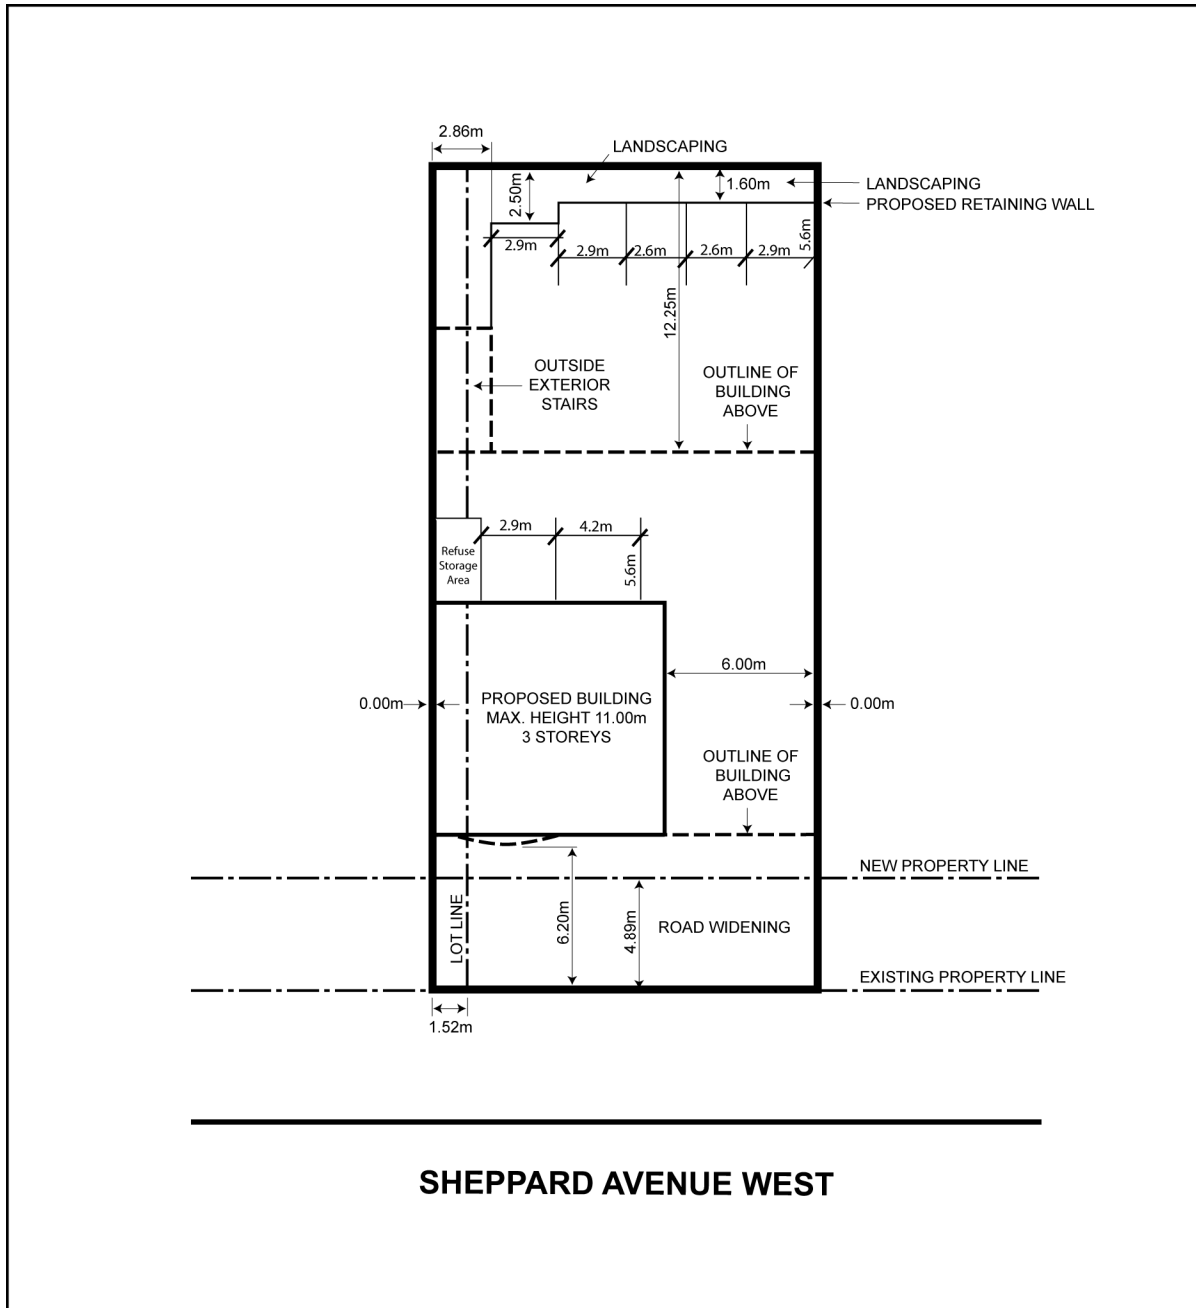 2.86m
LANDSCAPING
2.50m
1.60m
LANDSCAPING
PROPOSED RETAINING WALL
2.9m
2.9m
2.6m
2.6m
2.9m
5.6m
12.25m
OUTSIDE
EXTERIOR
STAIRS
OUTLINE OF
BUILDING
ABOVE
2.9m
4.2m
5.6m
Refuse
Storage
Area
6.00m
0.00m
PROPOSED BUILDING
MAX. HEIGHT 11.00m
3 STOREYS
0.00m
OUTLINE OF
BUILDING
ABOVE
NEW PROPERTY LINE
LOT LINE
6.20m
4.89m
ROAD WIDENING
EXISTING PROPERTY LINE
1.52m
SHEPPARD AVENUE WEST